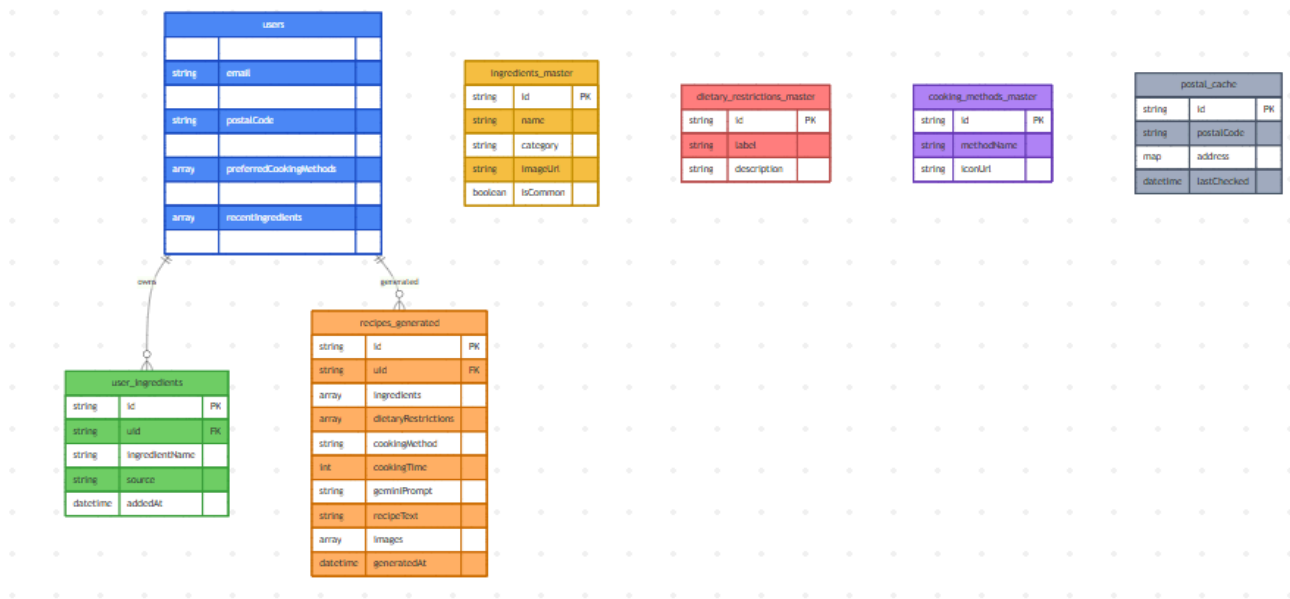 users
string email
string postalCode
array preferredCookingMethods
array recentIngredients
owns
generated
ingredients_master
string id PK
string name
string category
string imageUrl
boolean isCommon
dietary_restrictions_master
string id PK
string label
string description
cooking_methods_master
string id PK
string methodName
string iconUrl
postal_cache
string id PK
string postalCode
map address
datetime lastChecked
user_ingredients
string id PK
string uid FK
string ingredientName
string source
datetime addedAt
recipes_generated
string id PK
string uid FK
array ingredients
array dietaryRestrictions
string cookingMethod
int cookingTime
string geminiPrompt
string recipeText
array images
datetime generatedAt